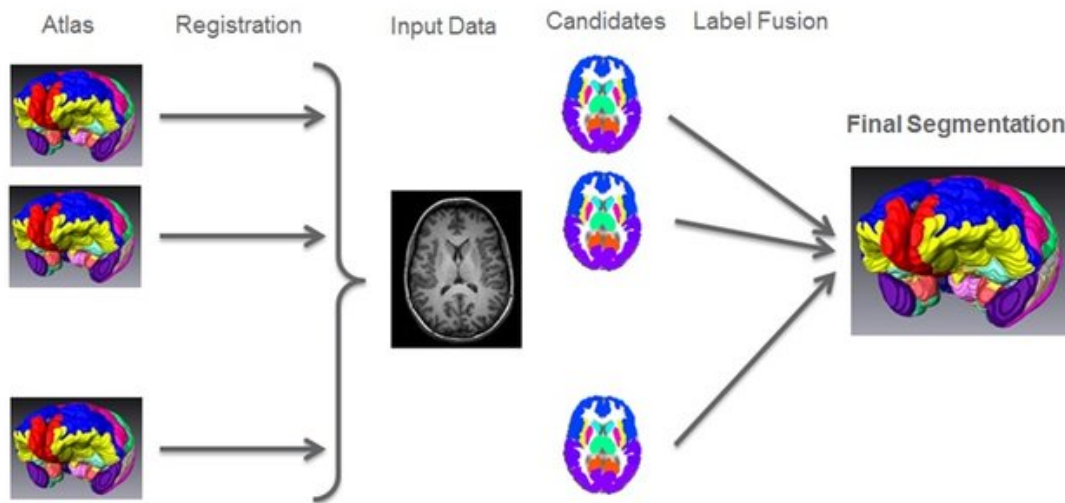 Atlas
Registration
Input Data
Candidates
Label Fusion
Final Segmentation